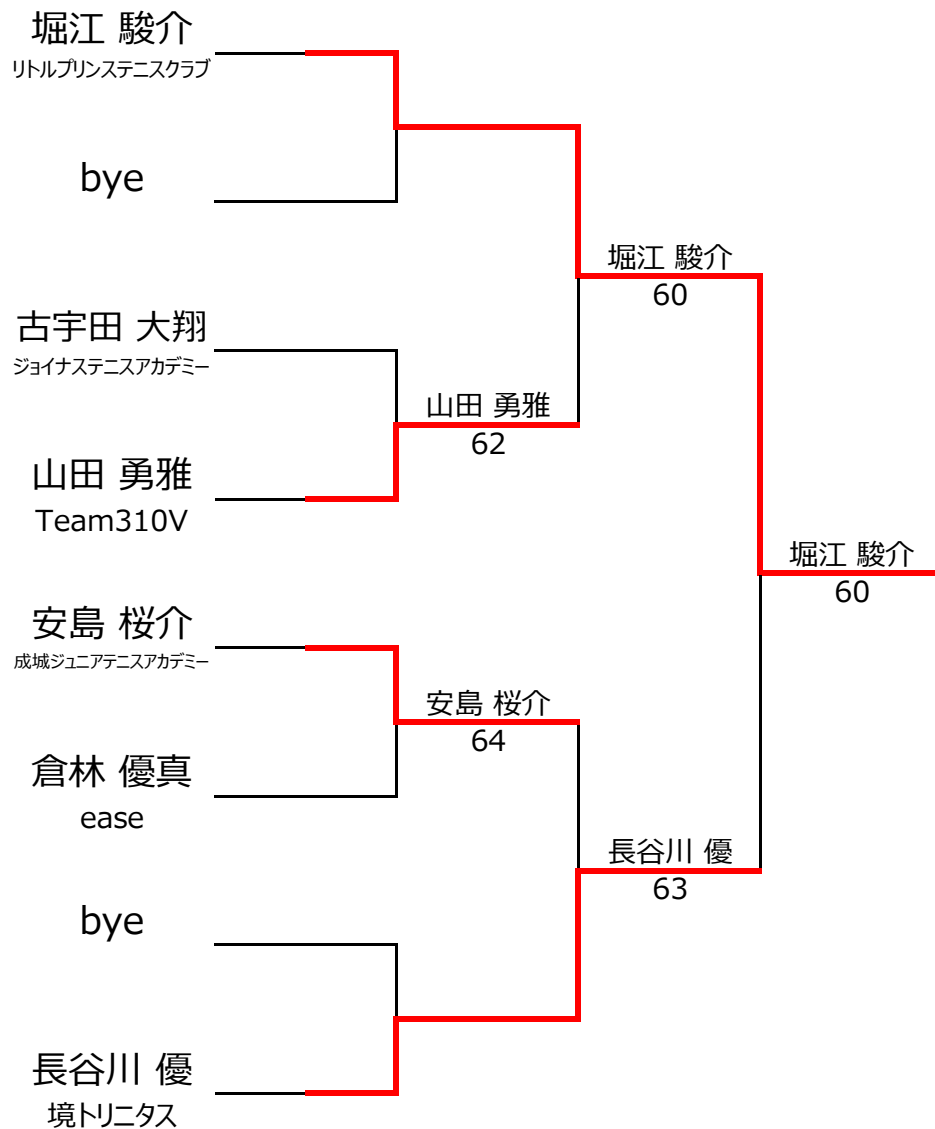 堀江 駿介
リトルプリンステニスクラブ
bye
古宇田 大翔
ジョイナステニスアカデミー
山田 勇雅
Team310V
安島 桜介
成城ジュニアテニスアカデミー
倉林 優真
ease
bye
長谷川 優
境トリニタス
山田 勇雅
62
安島 桜介
64
堀江 駿介
60
長谷川 優
63
堀江 駿介
60